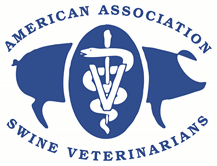 AMERICAN ASSOCIATION
V
SWINE VETERINARIANS